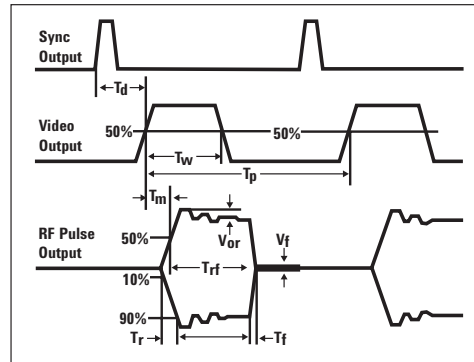 Sync
Output
Td
Video
Output
50%
50%
Tw
Tp
Tm
RF Pulse
Output
50%
Vor
Vf
Trf
10%
90%
Tr
Tf